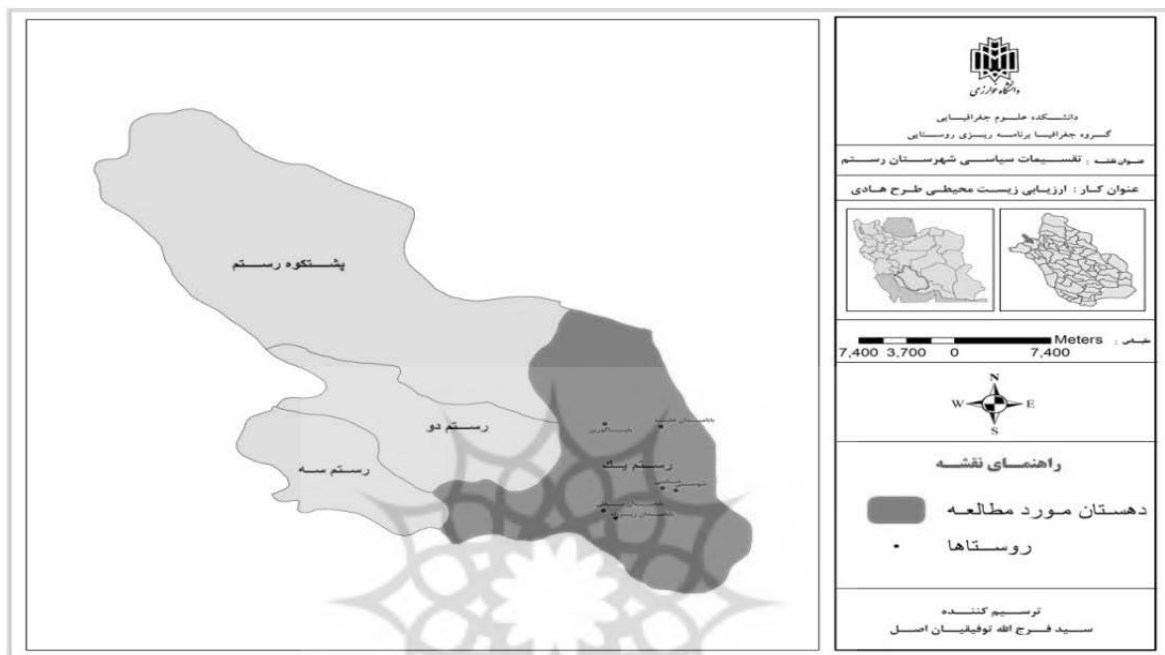 دانشگاه خوارزمی
دانشکده علوم جغرافیایی
گروه جغرافیا برنامه ریزی روستایی
عنوان نقشه : تقسیمات سیاسی شهرستان رستم
عنوان کار : ارزیابی زیست محیطی طرح هادی
مقیاس :
Meters
7,400 3,700 0 7,400
N
W E
S
راهنمای نقشه
دهستان مورد مطالعه
روستاها
ترسیم کننده
سید فرج الله توفیقیان اصل
پشتکوه رستم
رستم دو
رستم سه
رستم یک